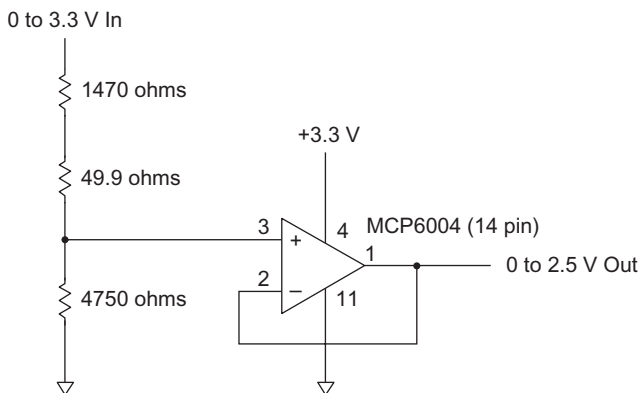 0 to 3.3 V In
1470 ohms
+3.3 V
49.9 ohms
3
+
4
MCP6004 (14 pin)
1
2
–
11
0 to 2.5 V Out
4750 ohms